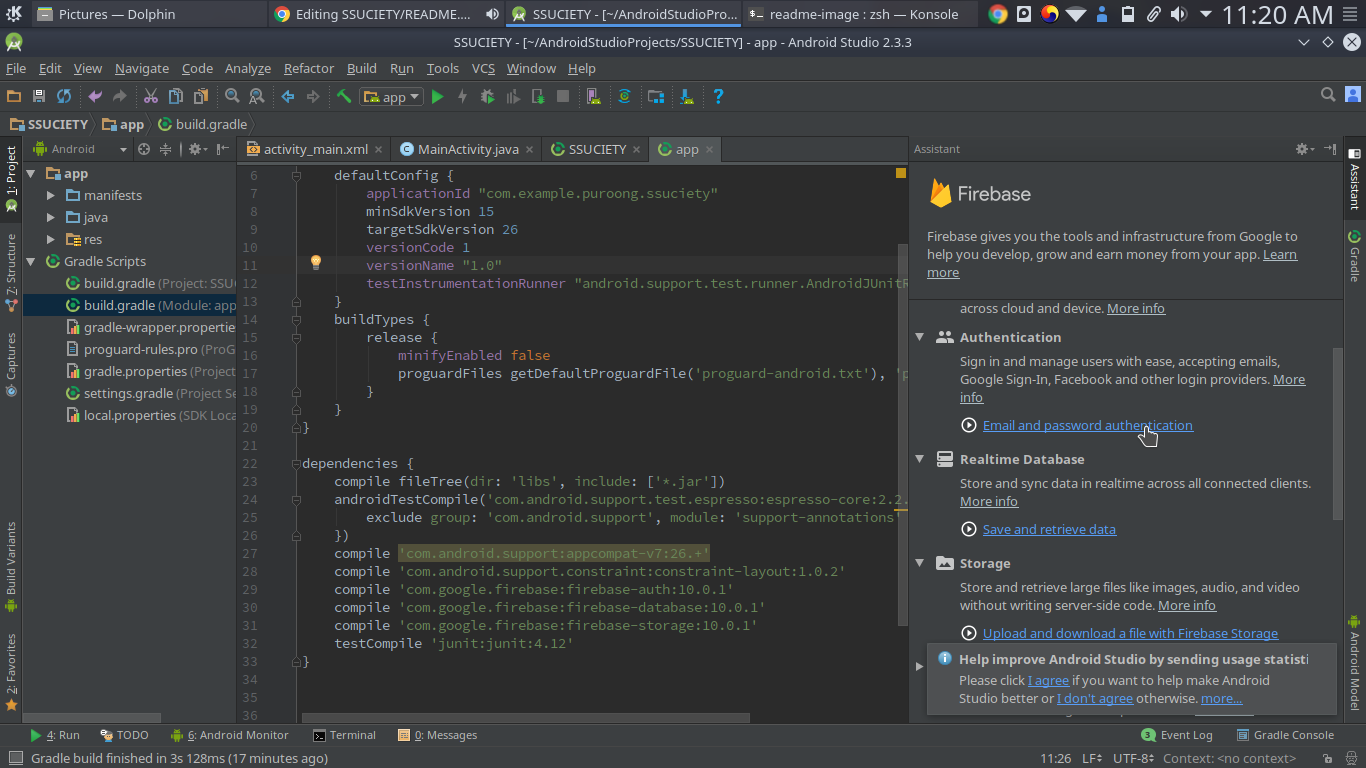 Pictures — Dolphin
Editing SSUCIETY/README....
SSUCIETY - [~/AndroidStudioPro...
readme-image : zsh — Konsole
11:20 AM
SSUCIETY - [~/AndroidStudioProjects/SSUCIETY] - app - Android Studio 2.3.3
File Edit View Navigate Code Analyze Refactor Build Run Tools VCS Window Help
app
SSUCIETY app build.gradle
1: Project
7: Structure
Captures
Build Variants
2: Favorites
Android
app
manifests
java
res
Gradle Scripts
build.gradle (Project: SSU
build.gradle (Module: app
gradle-wrapper.propertie
proguard-rules.pro (ProG
gradle.properties (Project
settings.gradle (Project Se
local.properties (SDK Loca
activity_main.xml MainActivity.java SSUCIETY app
6 defaultConfig {
7 applicationId "com.example.puroong.ssuciety"
8 minSdkVersion 15
9 targetSdkVersion 26
10 versionCode 1
11 versionName "1.0"
12 testInstrumentationRunner "android.support.test.runner.AndroidJUnitR
13 }
14 buildTypes {
15 release {
16 minifyEnabled false
17 proguardFiles getDefaultProguardFile('proguard-android.txt'), 'p
18 }
19 }
20 }
21
22 dependencies {
23 compile fileTree(dir: 'libs', include: ['*.jar'])
24 androidTestCompile('com.android.support.test.espresso:espresso-core:2.2.
25 exclude group: 'com.android.support', module: 'support-annotations'
26 })
27 compile 'com.android.support:appcompat-v7:26.+'
28 compile 'com.android.support.constraint:constraint-layout:1.0.2'
29 compile 'com.google.firebase:firebase-auth:10.0.1'
30 compile 'com.google.firebase:firebase-database:10.0.1'
31 compile 'com.google.firebase:firebase-storage:10.0.1'
32 testCompile 'junit:junit:4.12'
33 }
34
35
36
Assistant
Firebase
Firebase gives you the tools and infrastructure from Google to
help you develop, grow and earn money from your app. Learn
more
across cloud and device. More info
Authentication
Sign in and manage users with ease, accepting emails,
Google Sign-In, Facebook and other login providers. More
info
Email and password authentication
Realtime Database
Store and sync data in realtime across all connected clients.
More info
Save and retrieve data
Storage
Store and retrieve large files like images, audio, and video
without writing server-side code. More info
Upload and download a file with Firebase Storage
Help improve Android Studio by sending usage statisti
Please click I agree if you want to help make Android
Studio better or I don't agree otherwise. more...
Assistant
Gradle
Android Model
4: Run TODO 6: Android Monitor Terminal 0: Messages 3 Event Log Gradle Console
Gradle build finished in 3s 128ms (17 minutes ago) 11:26 LF UTF-8 Context: <no context>